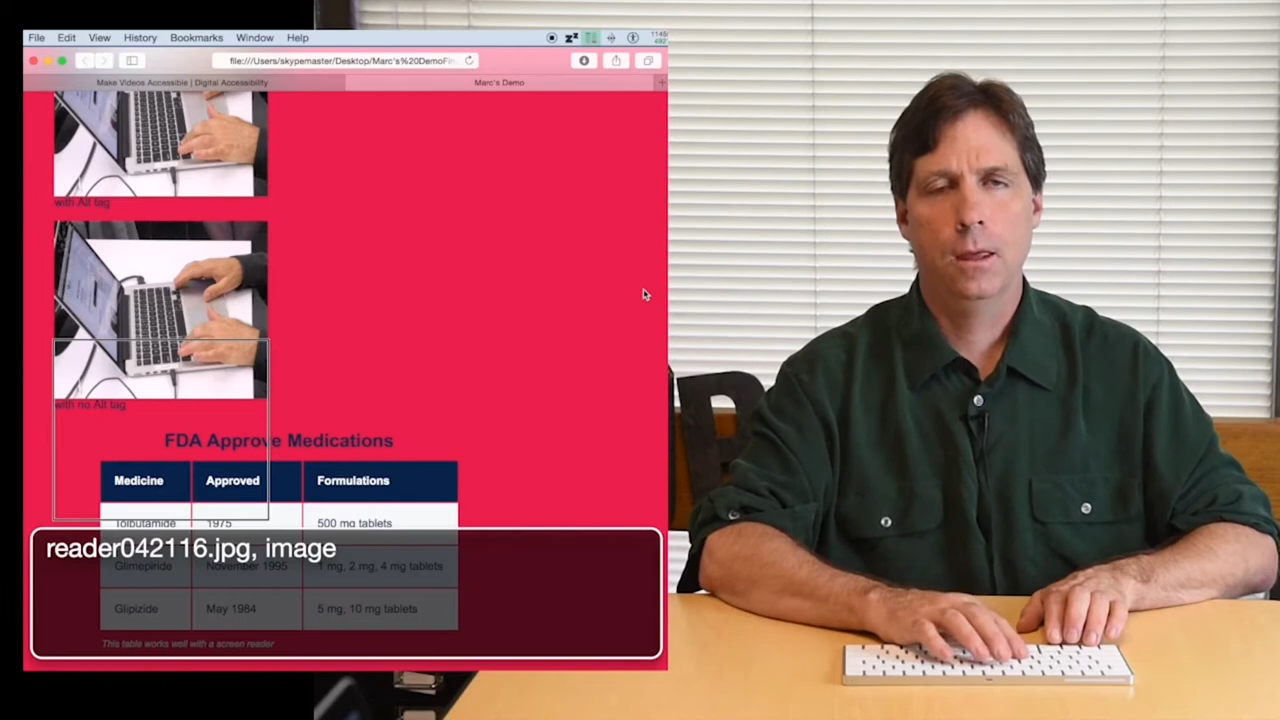 File Edit View History Bookmarks Window Help
file:///Users/skypemaster/Desktop/Marc's%20DemoFin
Make Videos Accessible | Digital Accessibility
Marc's Demo
with Alt tag
with no Alt tag
FDA Approve Medications
Medicine Approved Formulations
Tolbutamide 1975 500 mg tablets
reader042116.jpg, image
Glimepiride November 1995 1 mg, 2 mg, 4 mg tablets
Glipizide May 1984 5 mg, 10 mg tablets
This table works well with a screen reader